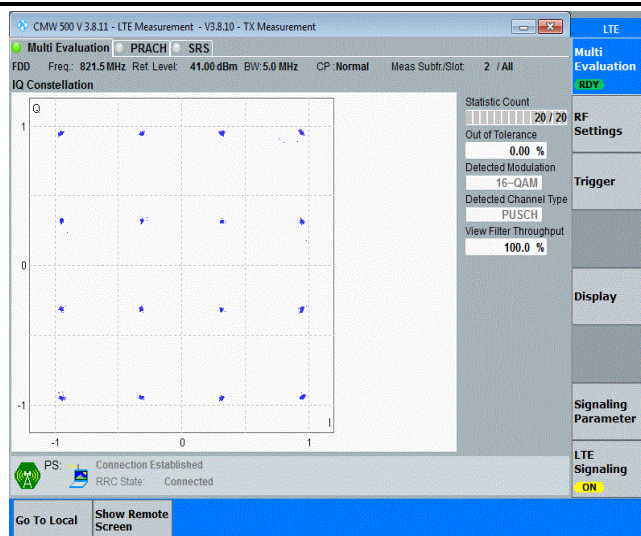 CMW 500 V 3.8.11 - LTE Measurement - V3.8.10 - TX Measurement
LTE
Multi Evaluation PRACH SRS
FDD Freq.: 821.5 MHz Ref. Level: 41.00 dBm BW: 5.0 MHz CP : Normal Meas Subfr./Slot: 2 / All
IQ Constellation
Q
1
0
-1
-1 0 1
I
Statistic Count
20 / 20
Out of Tolerance
0.00 %
Detected Modulation
16-QAM
Detected Channel Type
PUSCH
View Filter Throughput
100.0 %
Multi
Evaluation
RDY
RF
Settings
Trigger
Display
Signaling
Parameter
LTE
Signaling
ON
PS: Connection Established
RRC State: Connected
Go To Local
Show Remote
Screen